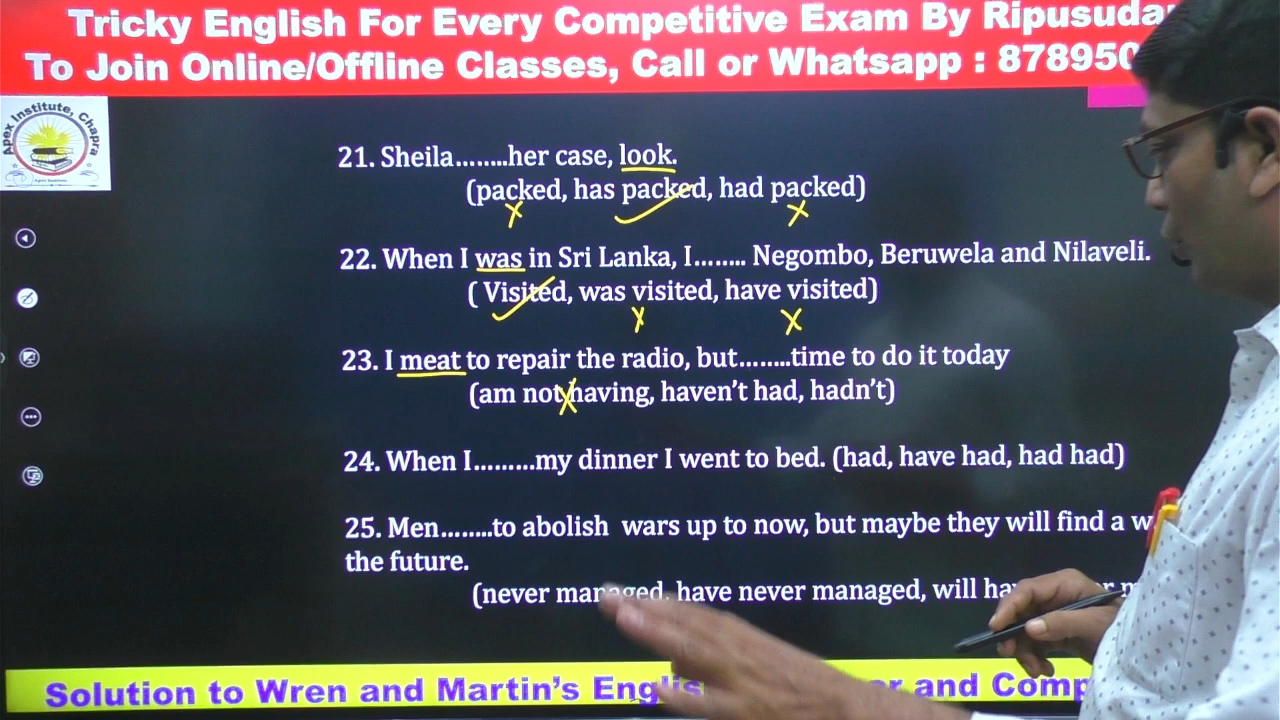 Tricky English For Every Competitive Exam By
To Join Online/Offline Classes, Call or Whatsapp :
Apex Institute, Chapra
21. Sheila........her case, look.
(packed, has packed, had packed)
22. When I was in Sri Lanka, I........ Negombo, Beruwela and Nilaveli.
( Visited, was visited, have visited)
23. I meat to repair the radio, but........time to do it today
(am not having, haven't had, hadn't)
24. When I.........my dinner I went to bed. (had, have had, had had)
25. Men........to abolish wars up to now, but maybe they will find a
the future.
(never managed, have never managed, will
Solution to Wren and Martin's and